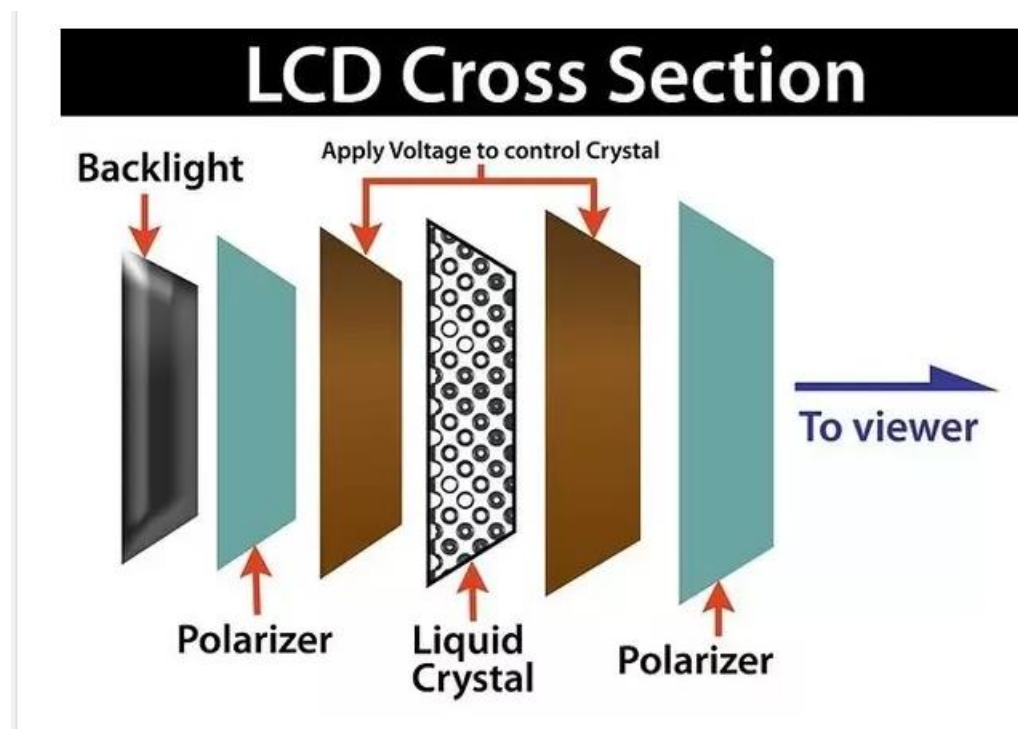 LCD Cross Section
Apply Voltage to control Crystal
Backlight
To viewer
Polarizer
Liquid
Crystal
Polarizer